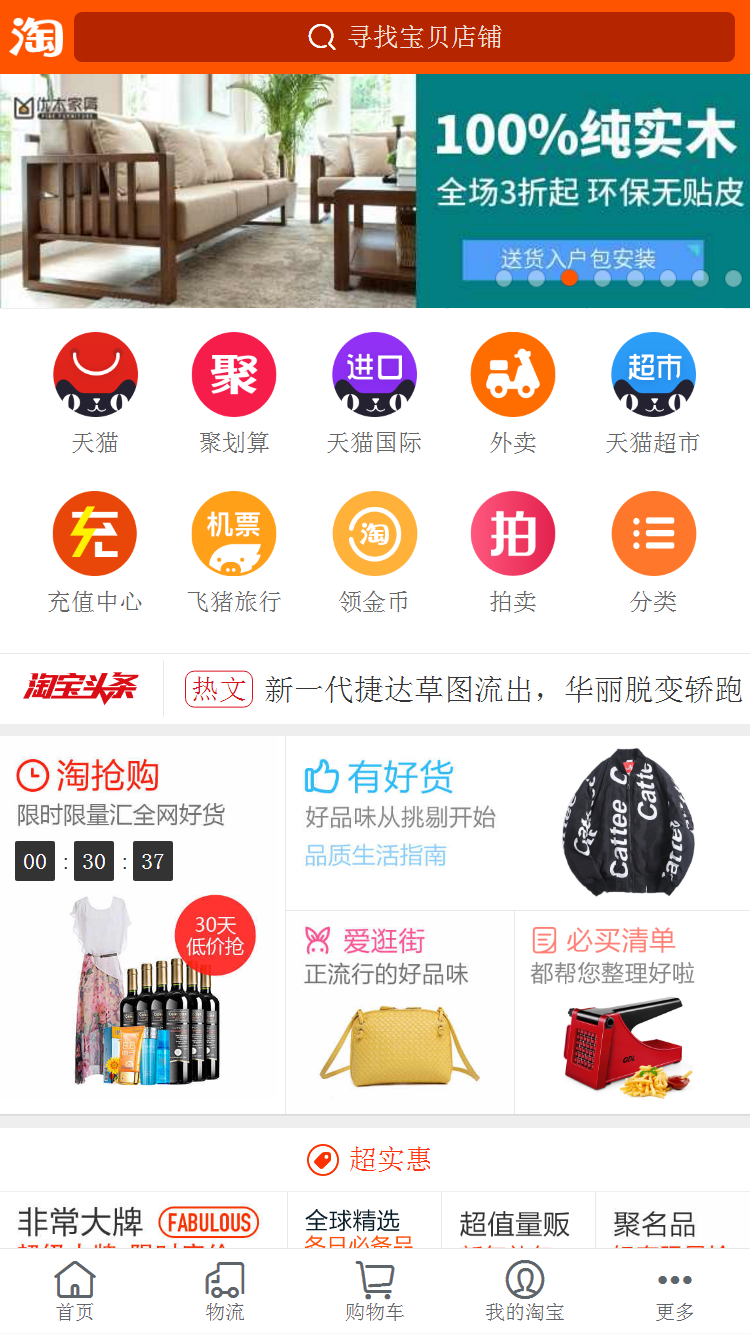 淘
寻找宝贝店铺
优木家具
100%纯实木
全场3折起 环保无贴皮
送货入户包安装
聚
进口
超市
天猫
聚划算
天猫国际
外卖
天猫超市
充
机票
淘
拍
充值中心
飞猪旅行
领金币
拍卖
分类
淘宝头条
热文
新一代捷达草图流出，华丽脱变轿跑
淘抢购
限时限量汇全网好货
00 : 30 : 37
30天
低价抢
有好货
好品味从挑剔开始
品质生活指南
Cattee
Cattee
Cattee
爱逛街
正流行的好品味
必买清单
都帮您整理好啦
超实惠
非常大牌
FABULOUS
全球精选
超值量贩
聚名品
首页
物流
购物车
我的淘宝
更多